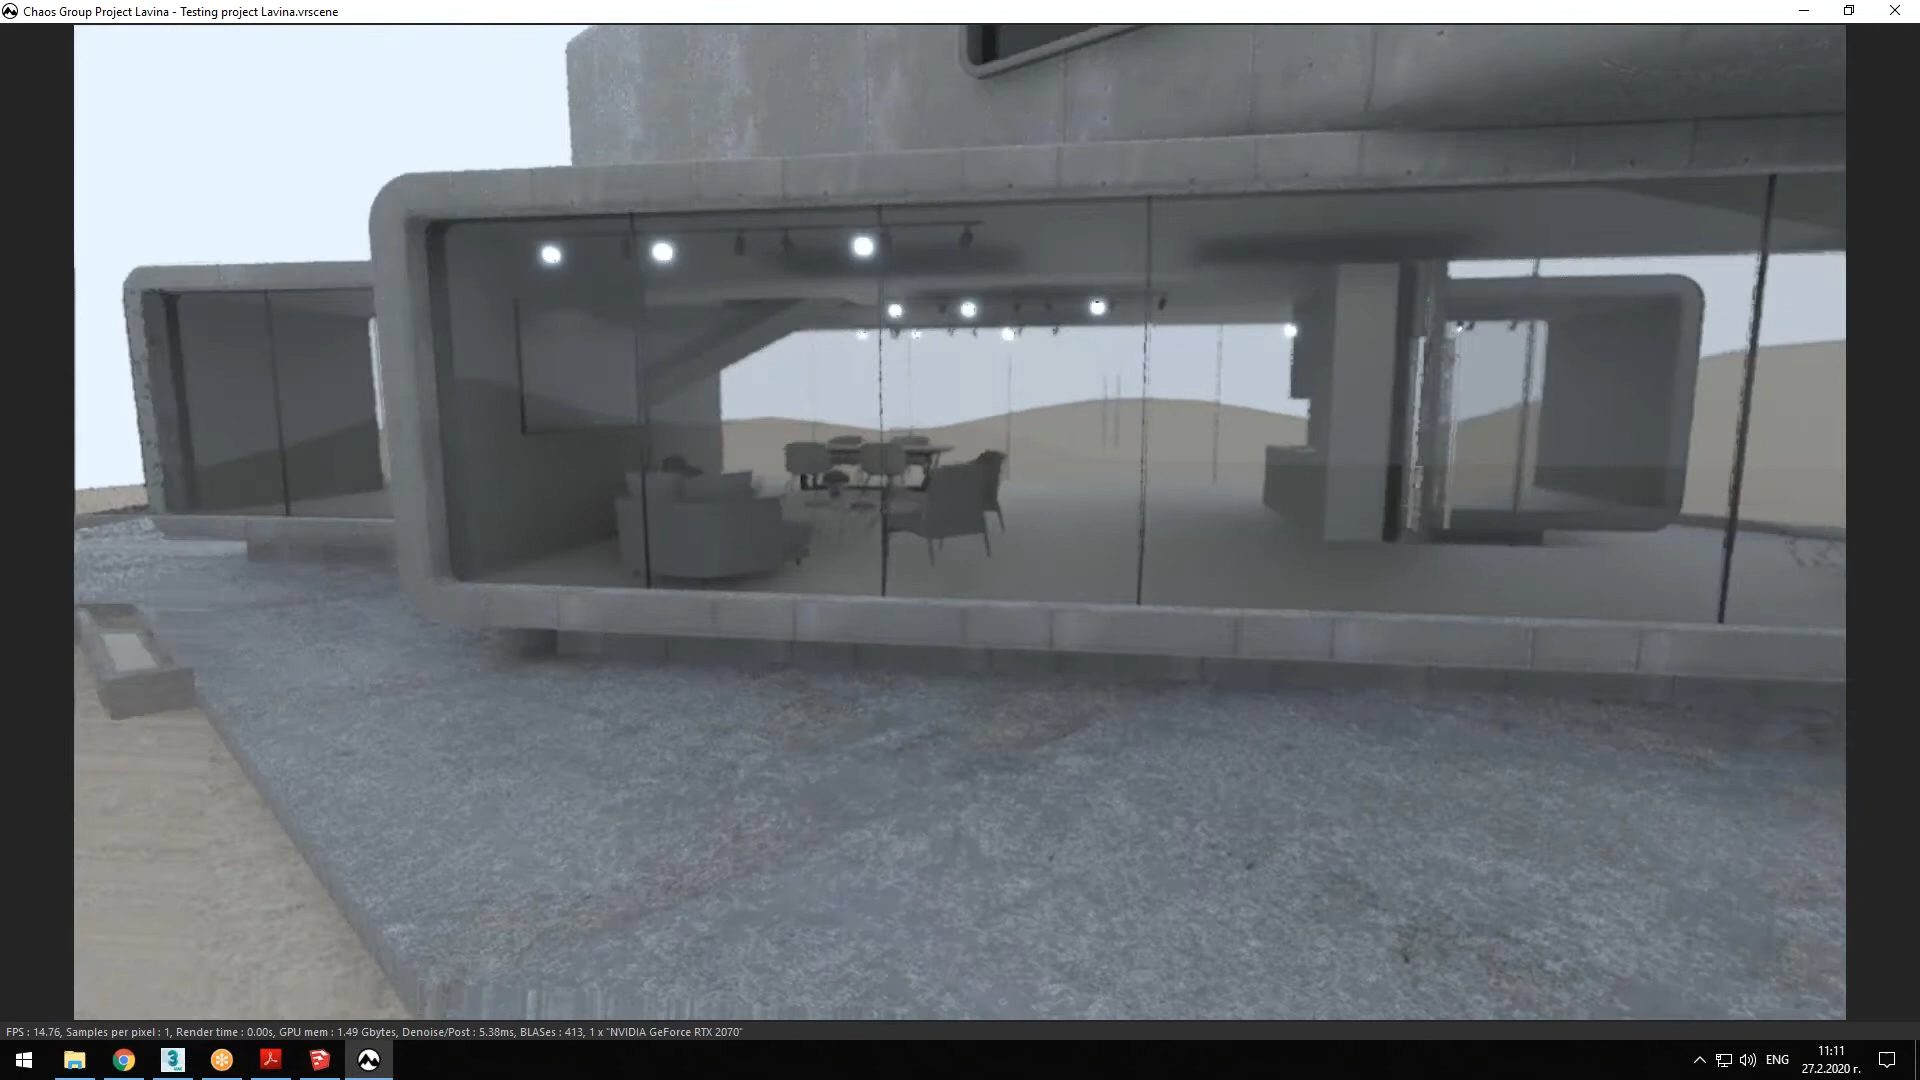 Chaos Group Project Lavina - Testing project Lavina.vrscene
FPS : 14.76, Samples per pixel : 1, Render time : 0.00s, GPU mem : 1.49 Gbytes, Denoise/Post : 5.38ms, BLASes : 413, 1 x "NVIDIA GeForce RTX 2070"
3
MAX
ENG
11:11
27.2.2020 г.